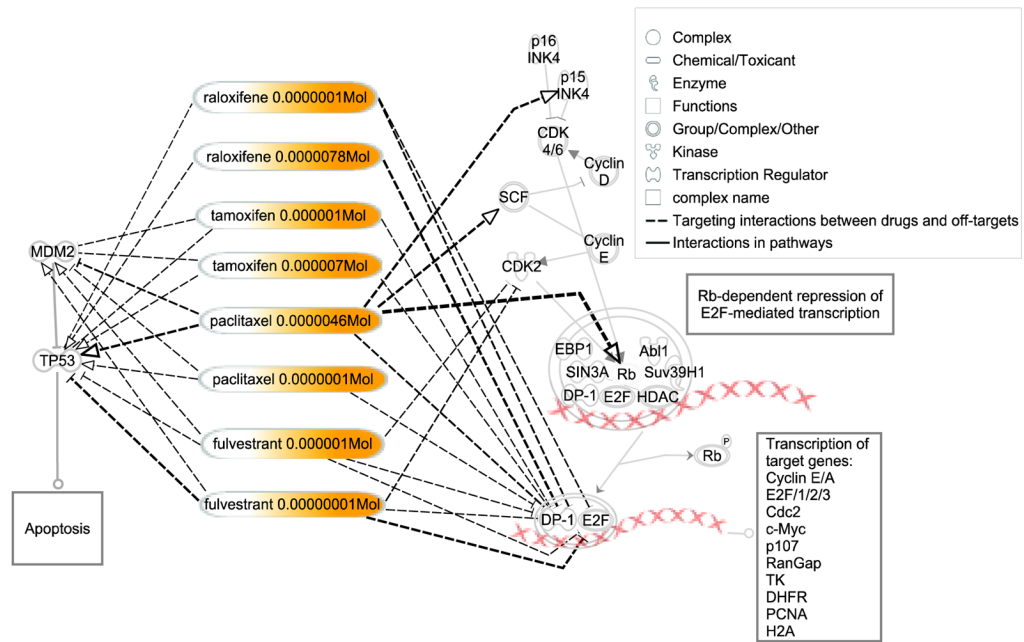 p16
INK4
p15
INK4
CDK
4/6
Cyclin
D
SCF
Cyclin
E
CDK2
raloxifene 0.0000001Mol
raloxifene 0.0000078Mol
tamoxifen 0.000001Mol
tamoxifen 0.000007Mol
paclitaxel 0.0000046Mol
paclitaxel 0.0000001Mol
fulvestrant 0.000001Mol
fulvestrant 0.00000001Mol
MDM2
TP53
Apoptosis
Complex
Chemical/Toxicant
Enzyme
Functions
Group/Complex/Other
Kinase
Transcription Regulator
complex name
Targeting interactions between drugs and off-targets
Interactions in pathways
Rb-dependent repression of
E2F-mediated transcription
EBP1
Abl1
SIN3A
Rb
Suv39H1
DP-1
E2F
HDAC
P
Rb
DP-1
E2F
Transcription of
target genes:
Cyclin E/A
E2F/1/2/3
Cdc2
c-Myc
p107
RanGap
TK
DHFR
PCNA
H2A